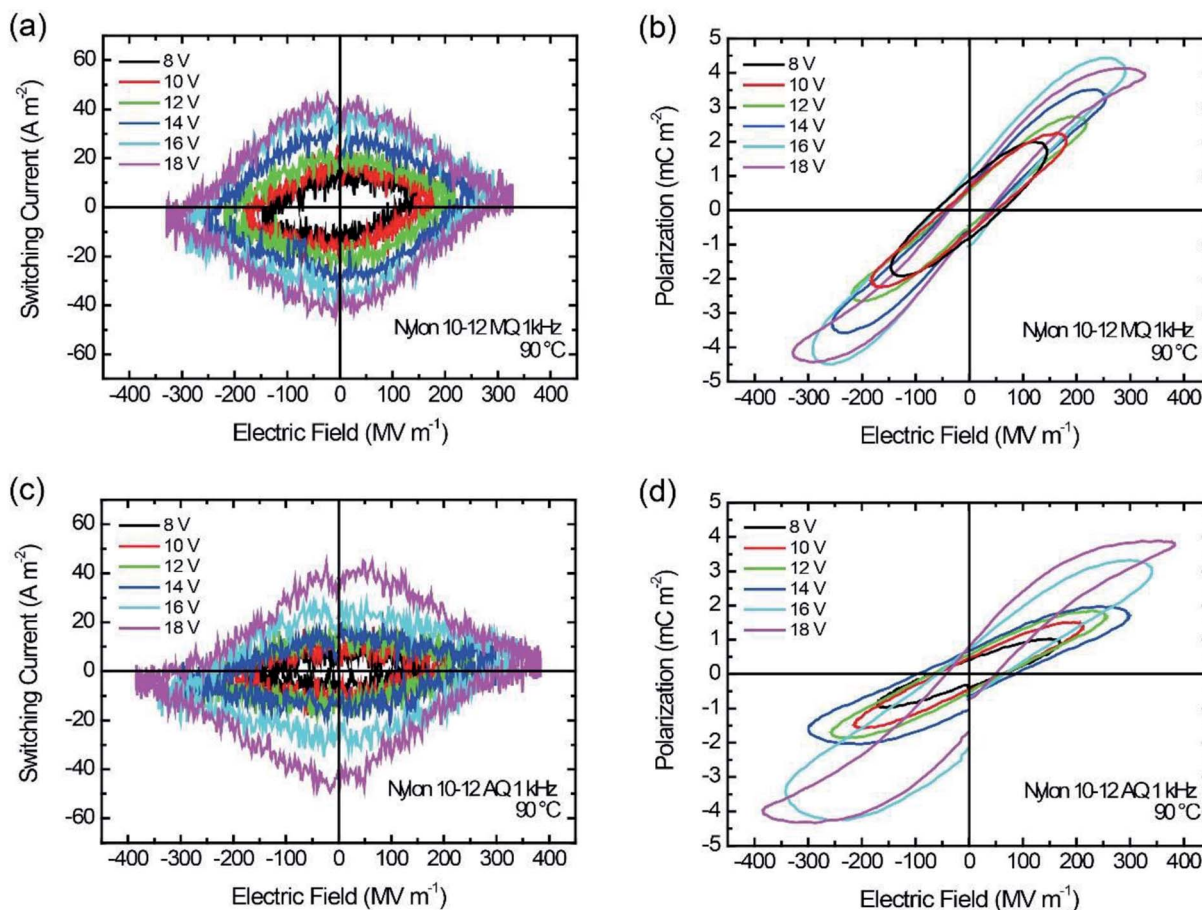 (a)
60
40
20
0
-20
-40
-60
Switching Current (A m-2)
8 V
10 V
12 V
14 V
16 V
18 V
Nylon 10-12 MQ 1kHz
90 °C
-400 -300 -200 -100 0 100 200 300 400
Electric Field (MV m-1)
(b)
5
4
3
2
1
0
-1
-2
-3
-4
-5
Polarization (mC m-2)
8 V
10 V
12 V
14 V
16 V
18 V
Nylon 10-12 MQ 1kHz
90 °C
-400 -300 -200 -100 0 100 200 300 400
Electric Field (MV m-1)
(c)
60
40
20
0
-20
-40
-60
Switching Current (A m-2)
8 V
10 V
12 V
14 V
16 V
18 V
Nylon 10-12 AQ 1 kHz
90 °C
-400 -300 -200 -100 0 100 200 300 400
Electric Field (MV m-1)
(d)
5
4
3
2
1
0
-1
-2
-3
-4
-5
Polarization (mC m-2)
8 V
10 V
12 V
14 V
16 V
18 V
Nylon 10-12 AQ 1 kHz
90 °C
-400 -300 -200 -100 0 100 200 300 400
Electric Field (MV m-1)